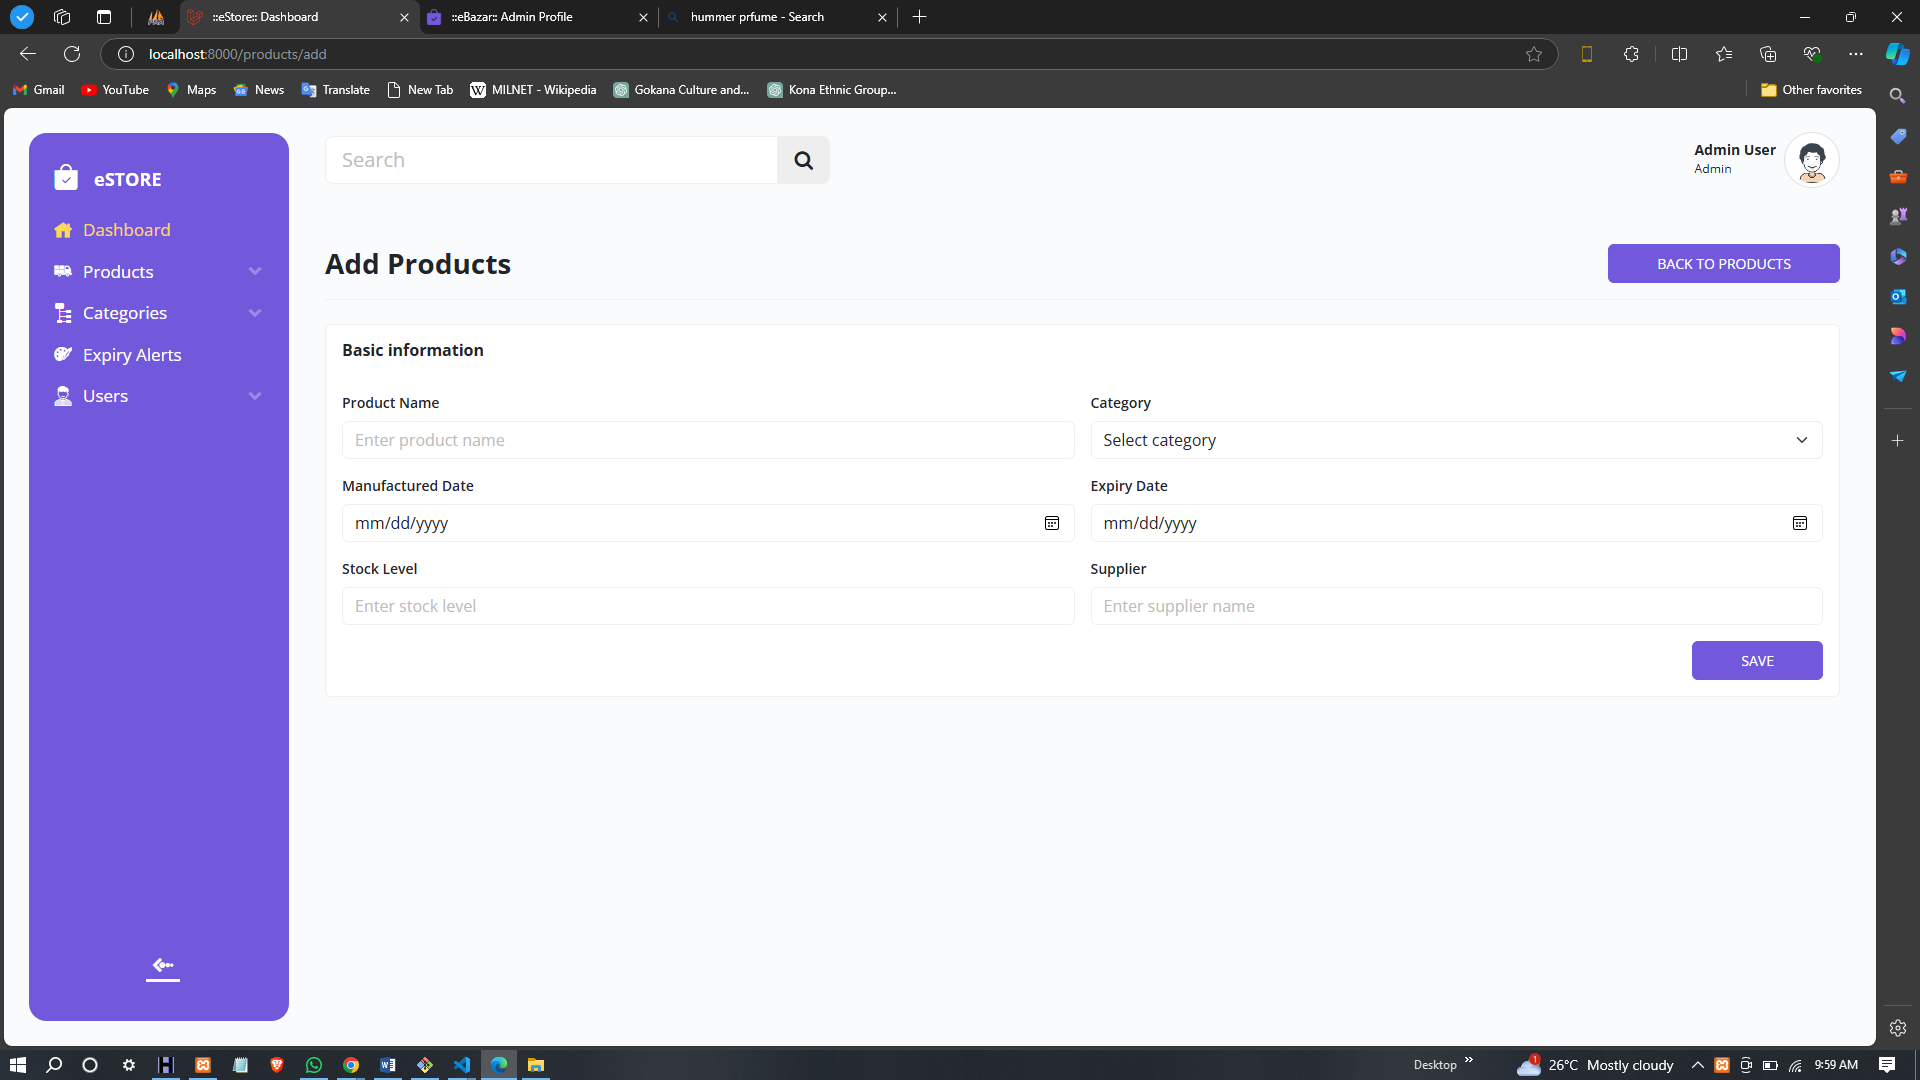 ::eStore:: Dashboard
::eBazar:: Admin Profile
hummer prfume - Search
localhost:8000/products/add
Gmail
YouTube
Maps
News
Translate
New Tab
MILNET - Wikipedia
Gokana Culture and...
Kona Ethnic Group...
Other favorites
eSTORE
Search
Admin User
Admin
Dashboard
Products
Categories
Expiry Alerts
Users
Add Products
BACK TO PRODUCTS
Basic information
Product Name
Category
Enter product name
Select category
Manufactured Date
Expiry Date
mm/dd/yyyy
mm/dd/yyyy
Stock Level
Supplier
Enter stock level
Enter supplier name
SAVE
Desktop
1
26°C Mostly cloudy
9:59 AM